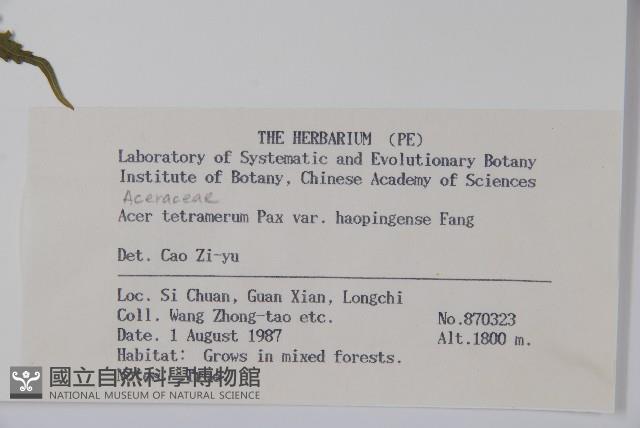 THE HERBARIUM (PE)
Laboratory of Systematic and Evolutionary Botany
Institute of Botany, Chinese Academy of Sciences
Aceraceae
Acer tetramerum Pax var. haopingense Fang
Det. Cao Zi-yu
Loc. Si Chuan, Guan Xian, Longchi
Coll. Wang Zhong-tao etc. No.870323
Date. 1 August 1987 Alt.1800 m.
Habitat: Grows in mixed forests.
國立自然科學博物館
NATIONAL MUSEUM OF NATURAL SCIENCE